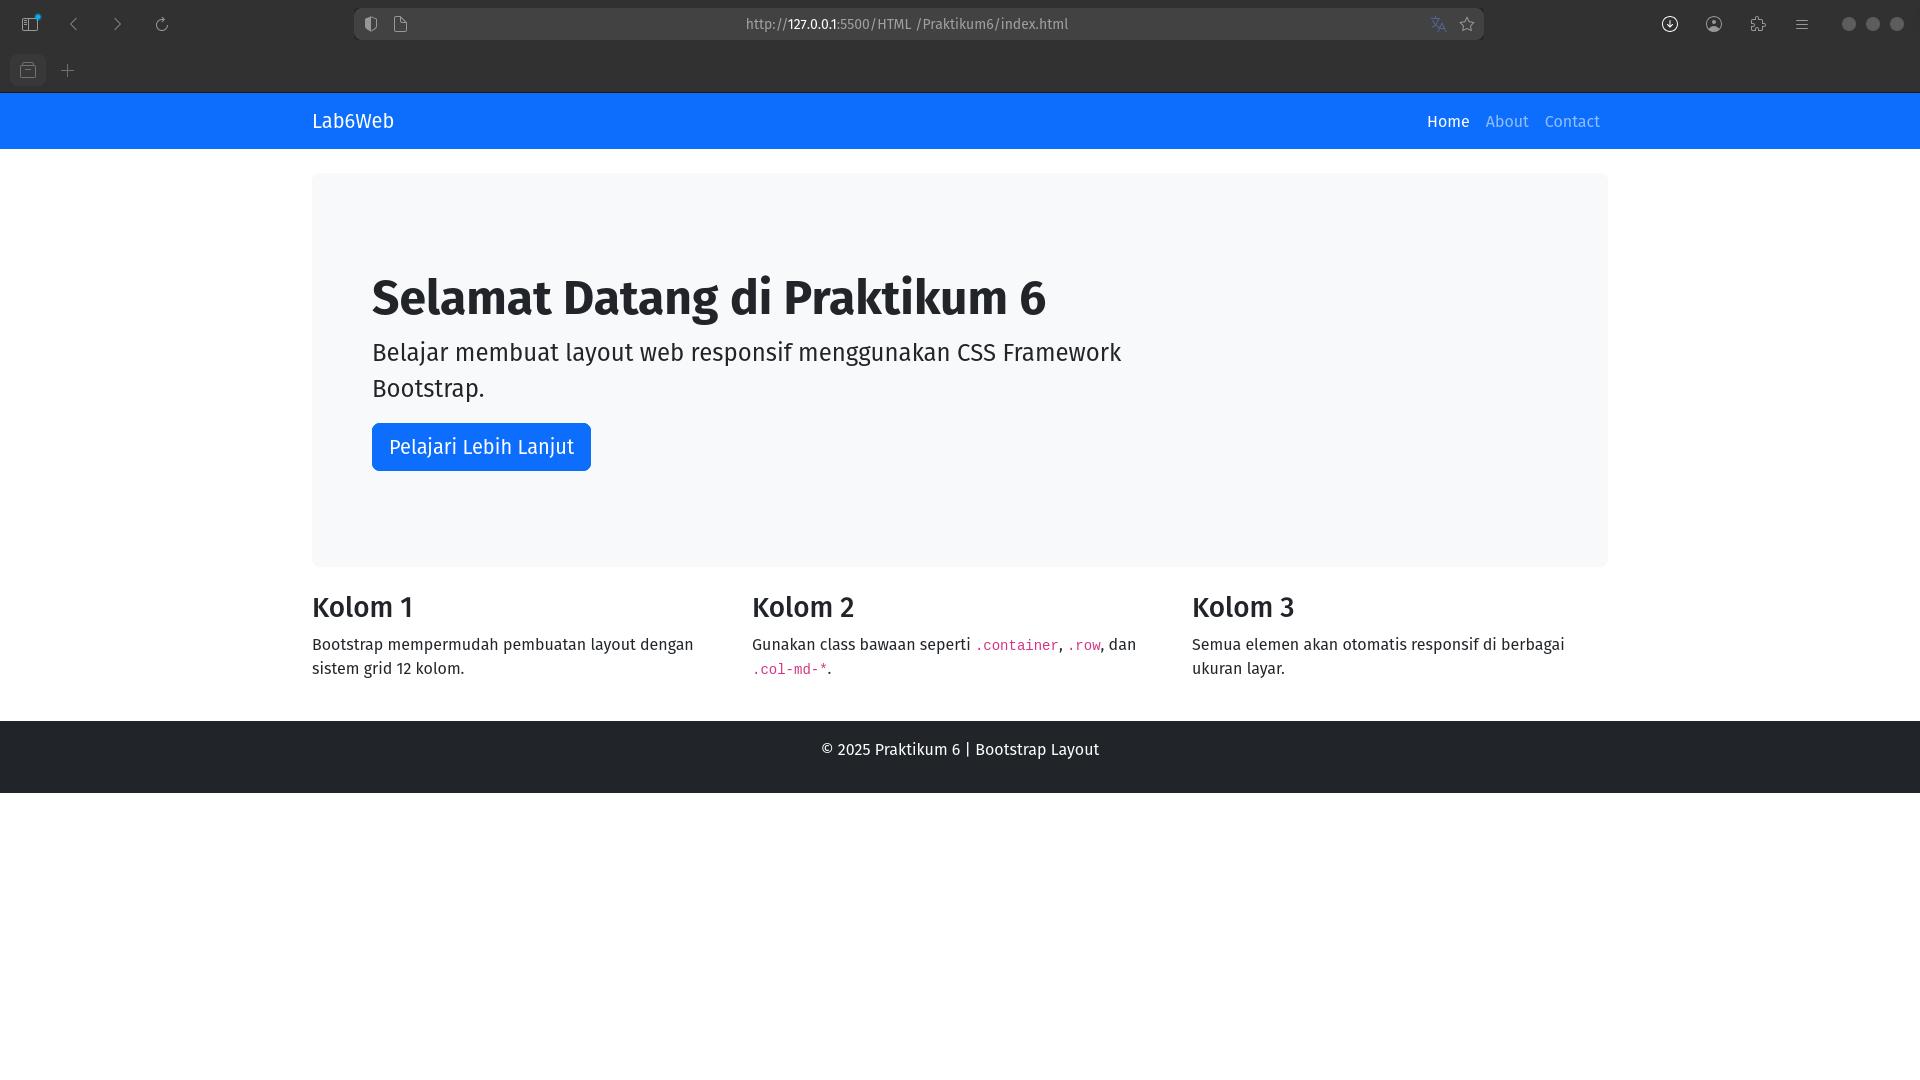 http://127.0.0.1:5500/HTML /Praktikum6/index.html
Lab6Web
Home About Contact
Selamat Datang di Praktikum 6
Belajar membuat layout web responsif menggunakan CSS Framework
Bootstrap.
Pelajari Lebih Lanjut
Kolom 1
Bootstrap mempermudah pembuatan layout dengan
sistem grid 12 kolom.
Kolom 2
Gunakan class bawaan seperti .container, .row, dan
.col-md-*.
Kolom 3
Semua elemen akan otomatis responsif di berbagai
ukuran layar.
© 2025 Praktikum 6 | Bootstrap Layout